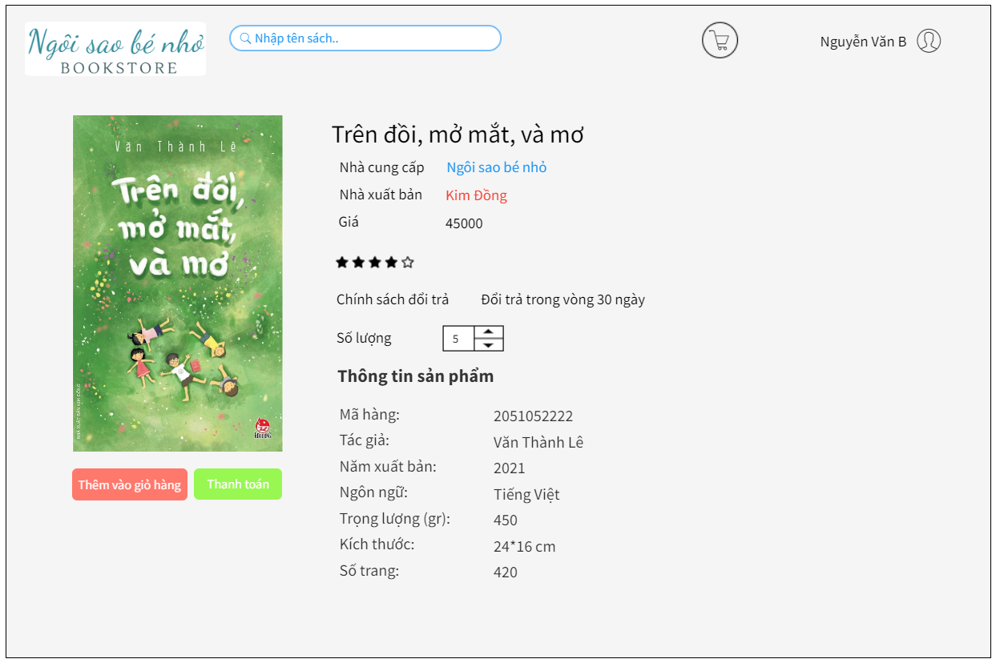 Ngôi sao bé nhỏ
BOOKSTORE
Nhập tên sách..
Nguyễn Văn B
Văn Thành Lê
Trên đồi,
mở mắt,
và mơ
NHÀ XUẤT BẢN KIM ĐỒNG
KIM ĐỒNG
Thêm vào giỏ hàng
Thanh toán
Trên đồi, mở mắt, và mơ
Nhà cung cấp Ngôi sao bé nhỏ
Nhà xuất bản Kim Đồng
Giá 45000
Chính sách đổi trả Đổi trả trong vòng 30 ngày
Số lượng 5
Thông tin sản phẩm
Mã hàng: 2051052222
Tác giả: Văn Thành Lê
Năm xuất bản: 2021
Ngôn ngữ: Tiếng Việt
Trọng lượng (gr): 450
Kích thước: 24*16 cm
Số trang: 420